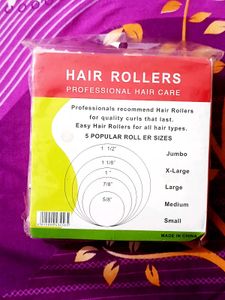 HAIR ROLLERS
PROFESSIONAL HAIR CARE
Professionals recommend Hair Rollers
for quality curls that last.
Easy Hair Rollers for all hair types.
5 POPULAR ROLL ER SIZES
1 1/2" Jumbo
1 1/8" X-Large
1 " Large
7/8" Medium
5/8" Small
MADE IN CHINA